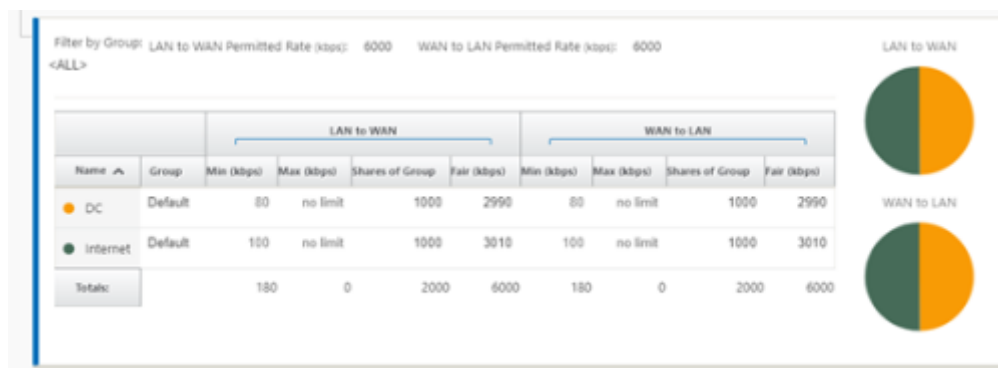 Filter by Group: LAN to WAN Permitted Rate (kbps): 6000 WAN to LAN Permitted Rate (kbps): 6000
<ALL>
LAN to WAN WAN to LAN
Name Group Min (kbps) Max (kbps) Shares of Group Fair (kbps) Min (kbps) Max (kbps) Shares of Group Fair (kbps)
DC Default 80 no limit 1000 2990 80 no limit 1000 2990
Internet Default 100 no limit 1000 3010 100 no limit 1000 3010
Totals: 180 0 2000 6000 180 0 2000 6000
LAN to WAN
WAN to LAN